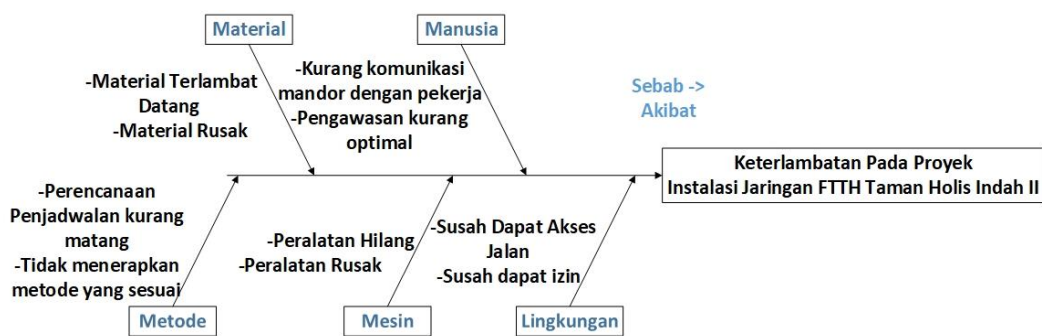 Material
Manusia
-Material Terlambat
Datang
-Material Rusak
-Kurang komunikasi
mandor dengan pekerja
-Pengawasan kurang
optimal
Sebab ->
Akibat
Keterlambatan Pada Proyek
Instalasi Jaringan FTTH Taman Holis Indah II
-Perencanaan
Penjadwalan kurang
matang
-Tidak menerapkan
metode yang sesuai
-Peralatan Hilang
-Peralatan Rusak
-Susah Dapat Akses
Jalan
-Susah dapat izin
Metode
Mesin
Lingkungan